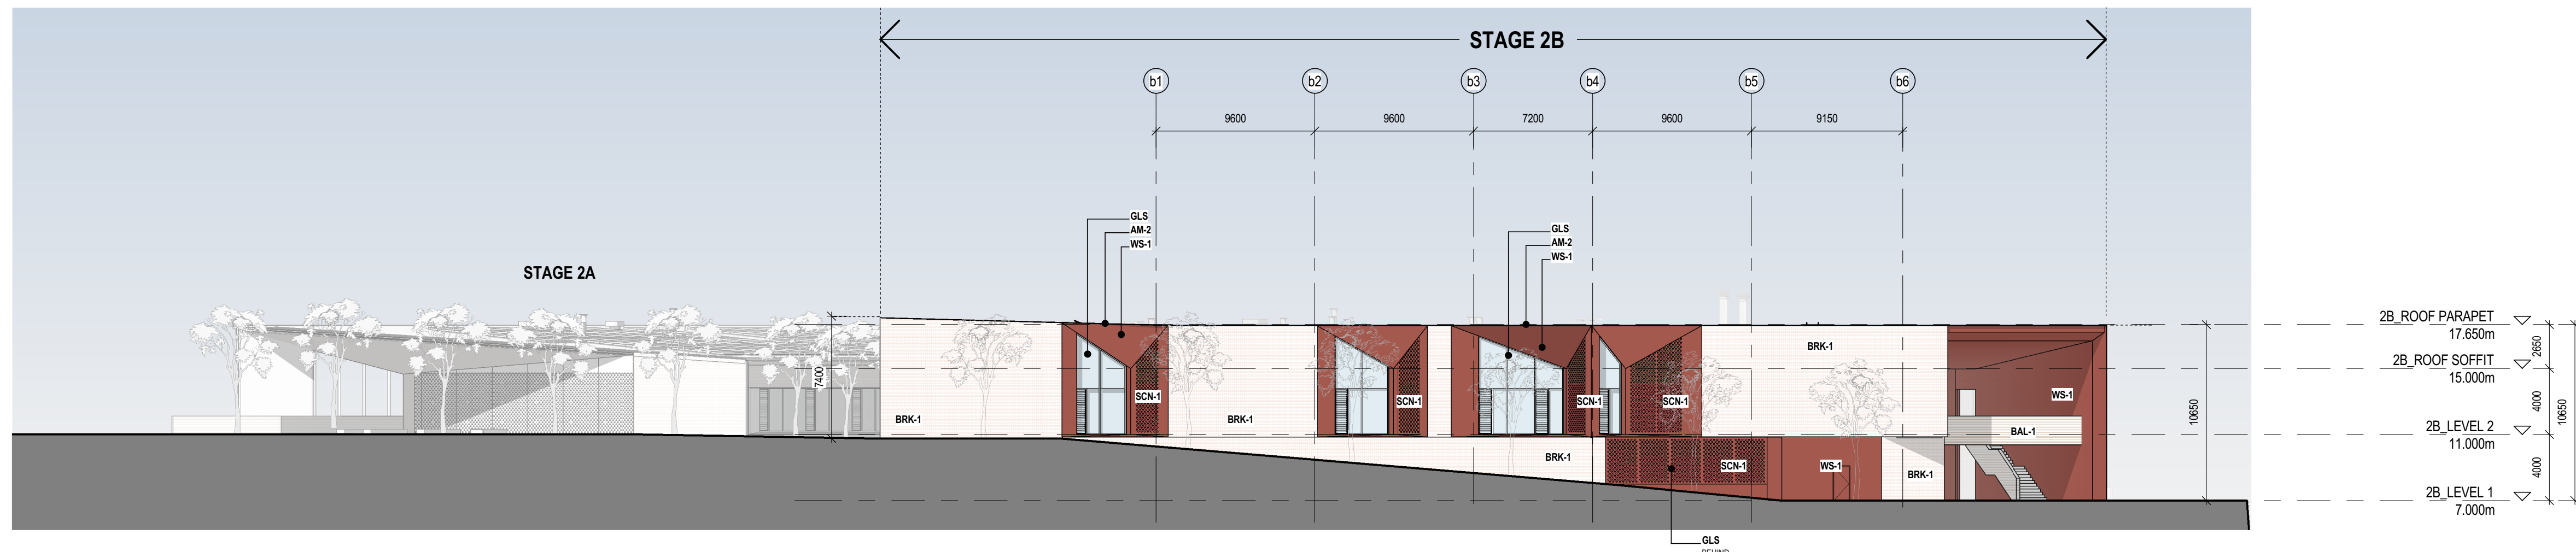 STAGE 2B
b1
b2
b3
b4
b5
b6
9600
9600
7200
9600
9150
GLS
AM-2
WS-1
GLS
AM-2
WS-1
STAGE 2A
2B_ROOF PARAPET
17.650m
2650
BRK-1
2B_ROOF SOFFIT
15.000m
7400
SCN-1
SCN-1
SCN-1
SCN-1
WS-1
4000
10650
10650
BRK-1
BRK-1
BAL-1
2B_LEVEL 2
11.000m
BRK-1
SCN-1
WS-1
BRK-1
4000
2B_LEVEL 1
7.000m
GLS
BEHIND